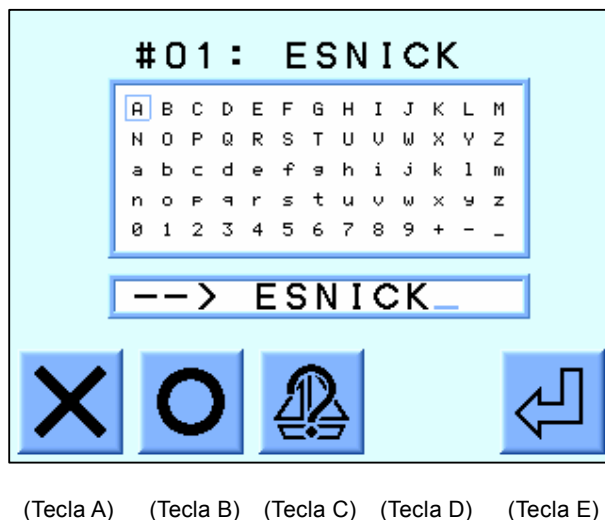 #01: ESNICK
A B C D E F G H I J K L M
N O P Q R S T U V W X Y Z
a b c d e f g h i j k l m
n o p q r s t u v w x y z
0 1 2 3 4 5 6 7 8 9 + - _
--> ESNICK_
(Tecla A) (Tecla B) (Tecla C) (Tecla D) (Tecla E)